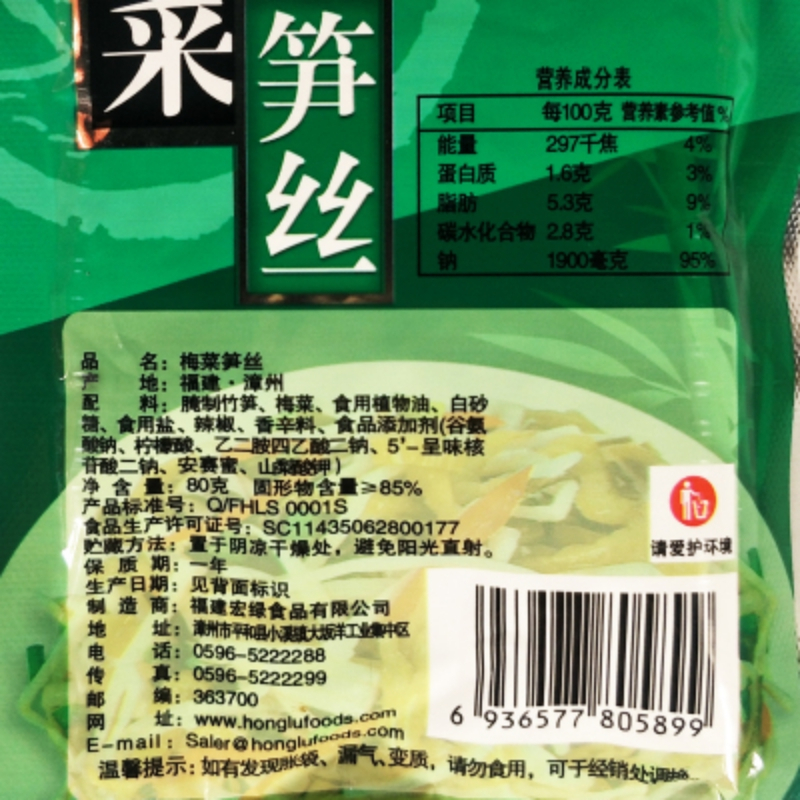 菜
笋丝
营养成分表
项目 每100克 营养素参考值%
能量 297千焦 4%
蛋白质 1.6克 3%
脂肪 5.3克 9%
碳水化合物 2.8克 1%
钠 1900毫克 95%
品 名：梅菜笋丝
产 地：福建·漳州
配 料：腌制竹笋、梅菜、食用植物油、白砂
糖、食用盐、辣椒、香辛料、食品添加剂(谷氨
酸钠、柠檬酸、乙二胺四乙酸二钠、5'-呈味核
苷酸二钠、安赛蜜、山梨酸钾)
净 含 量：80克 固形物含量≥85%
产品标准号：Q/FHLS 0001S
食品生产许可证号：SC11435062800177
贮藏方法：置于阴凉干燥处，避免阳光直射。
保 质 期：一年
生产日期：见背面标识
制 造 商：福建宏绿食品有限公司
地 址：漳州市平和县小溪镇大坂洋工业集中区
电 话：0596-5222288
传 真：0596-5222299
邮 编：363700
网 址：www.honglufoods.com
E-mail：Saler@honglufoods.com
温馨提示：如有发现胀袋、漏气、变质，请勿食用，可于经销处调换
请爱护环境
6 936577 805899